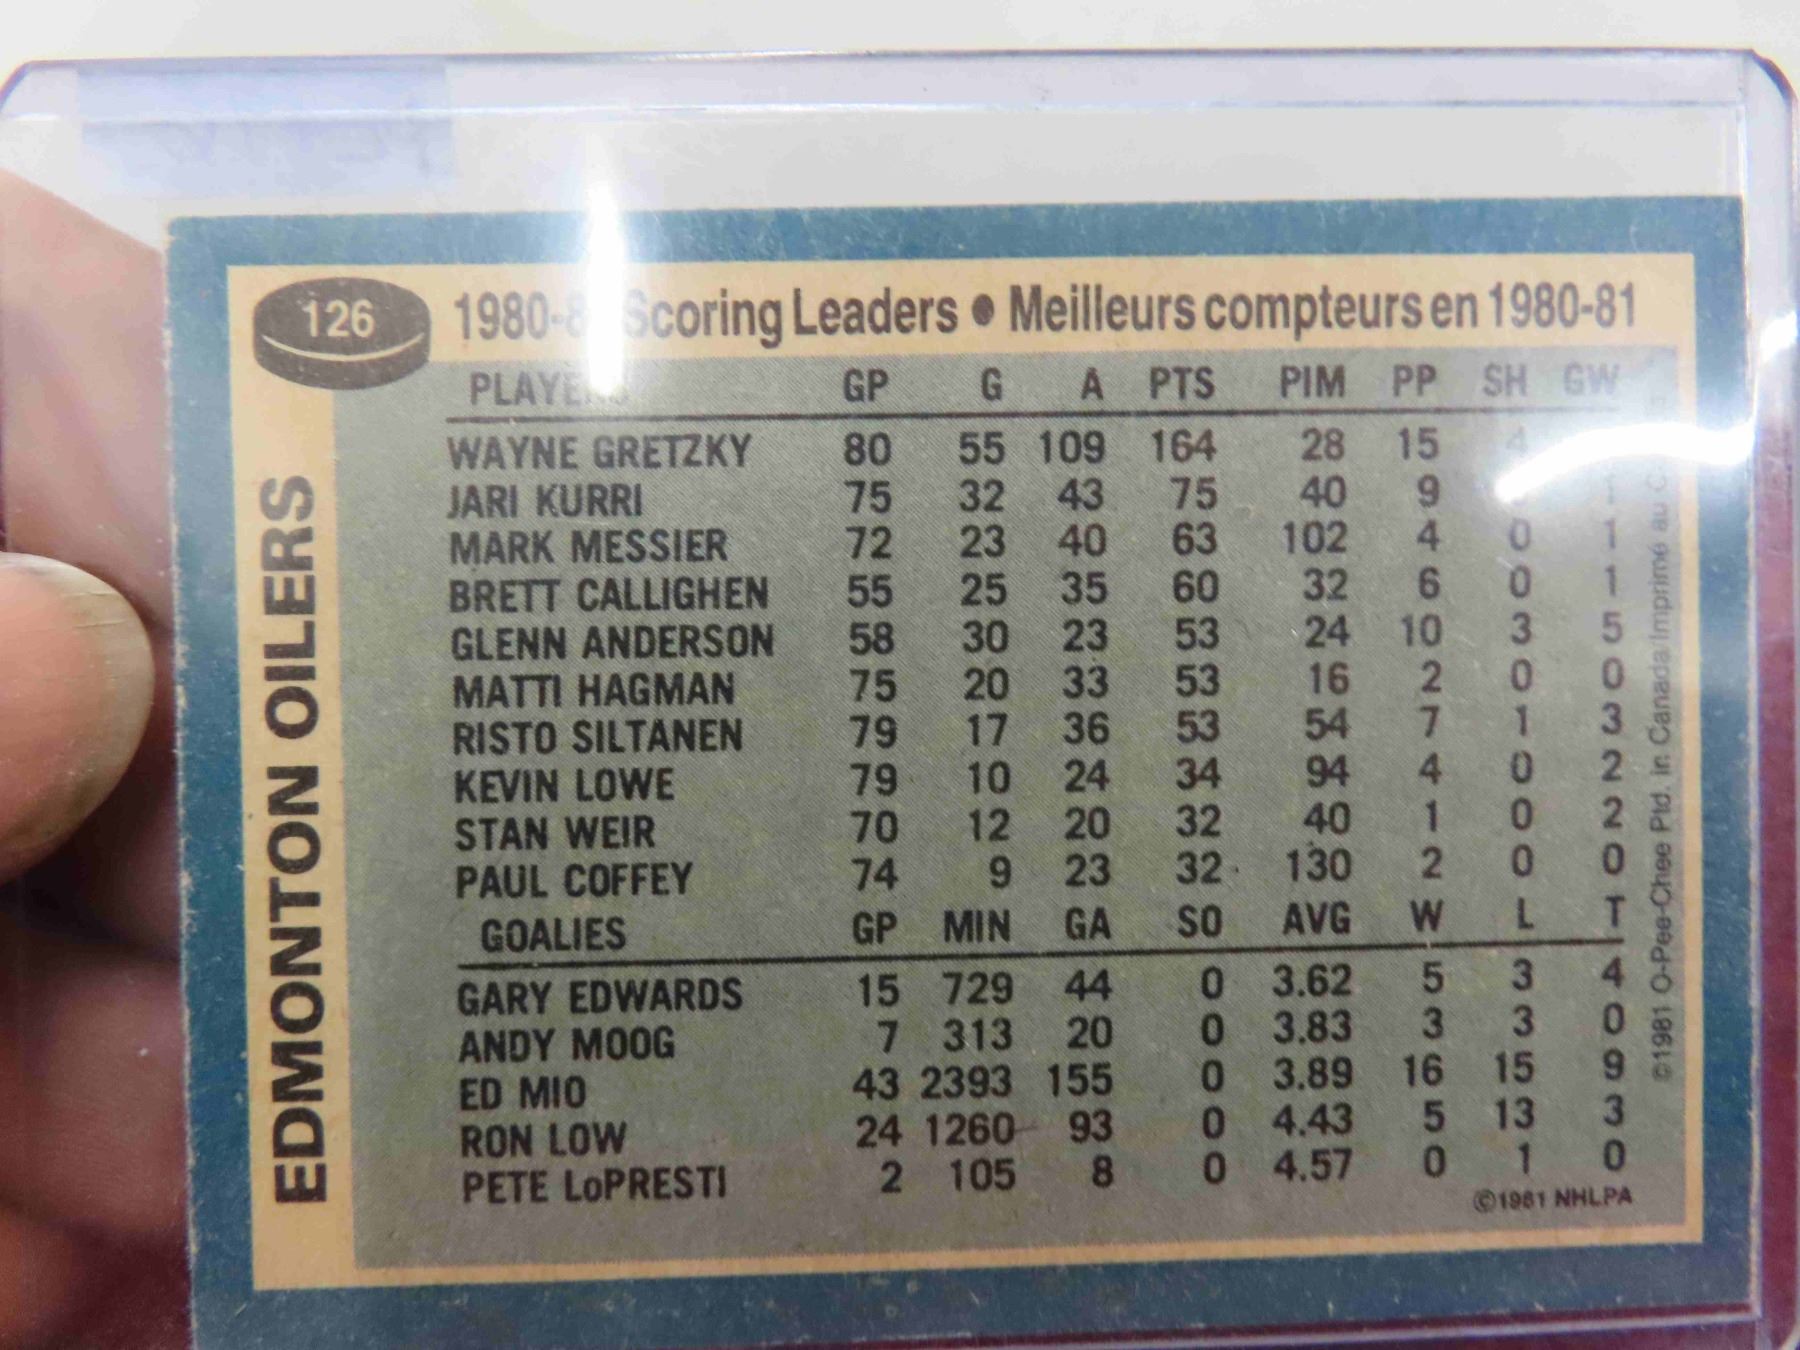 126
1980-8 Scoring Leaders • Meilleurs compteurs en 1980-81
EDMONTON OILERS
GP G A PTS PIM PP SH GW
WAYNE GRETZKY 80 55 109 164 28 15 4
JARI KURRI 75 32 43 75 40 9
MARK MESSIER 72 23 40 63 102 4 0 1
BRETT CALLIGHEN 55 25 35 60 32 6 0 1
GLENN ANDERSON 58 30 23 53 24 10 3 5
MATTI HAGMAN 75 20 33 53 16 2 0 0
RISTO SILTANEN 79 17 36 53 54 7 1 3
KEVIN LOWE 79 10 24 34 94 4 0 2
STAN WEIR 70 12 20 32 40 1 0 2
PAUL COFFEY 74 9 23 32 130 2 0 0
GOALIES GP MIN GA SO AVG W L T
GARY EDWARDS 15 729 44 0 3.62 5 3 4
ANDY MOOG 7 313 20 0 3.83 3 3 0
ED MIO 43 2393 155 0 3.89 16 15 9
RON LOW 24 1260 93 0 4.43 5 13 3
PETE LoPRESTI 2 105 8 0 4.57 0 1 0
©1981 NHLPA
©1981 O-Pee-Chee Ptd. in Canada/Imprimé au